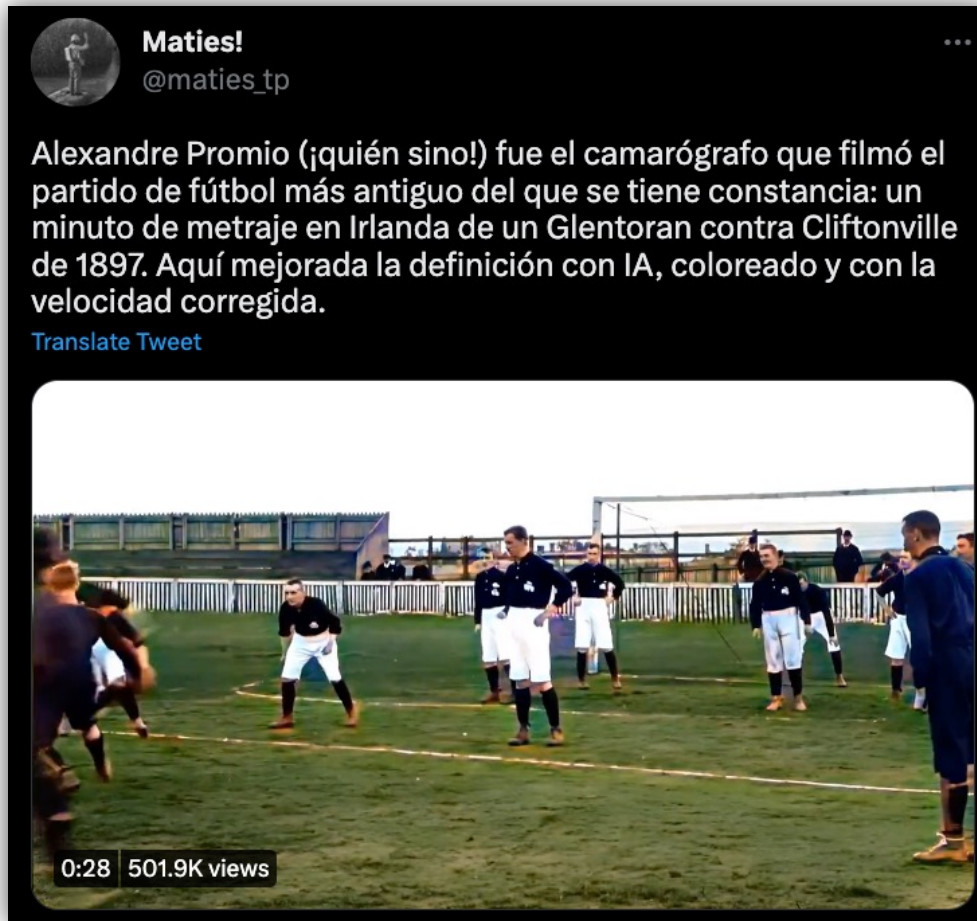 Maties!
@maties_tp
Alexandre Promio (¡quién sino!) fue el camarógrafo que filmó el
partido de fútbol más antiguo del que se tiene constancia: un
minuto de metraje en Irlanda de un Glentoran contra Cliftonville
de 1897. Aquí mejorada la definición con IA, coloreado y con la
velocidad corregida.
Translate Tweet
0:28 501.9K views